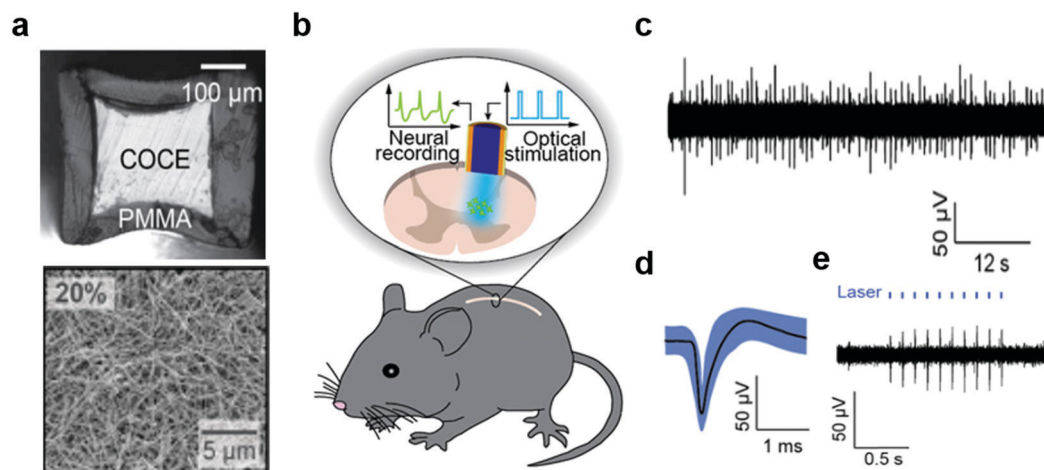 a
100 µm
COCE
PMMA
20%
5 µm
b
Neural
recording
Optical
stimulation
c
50 µV
12 s
d
50 µV
1 ms
e
Laser
50 µV
0.5 s